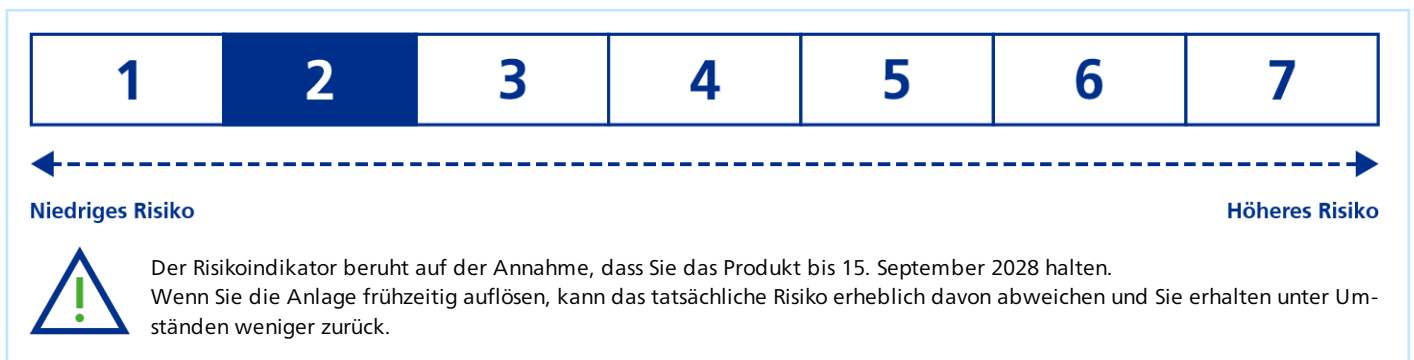 1 2 3 4 5 6 7
Niedriges Risiko Höheres Risiko
Der Risikoindikator beruht auf der Annahme, dass Sie das Produkt bis 15. September 2028 halten.
Wenn Sie die Anlage frühzeitig auflösen, kann das tatsächliche Risiko erheblich davon abweichen und Sie erhalten unter Um-
ständen weniger zurück.